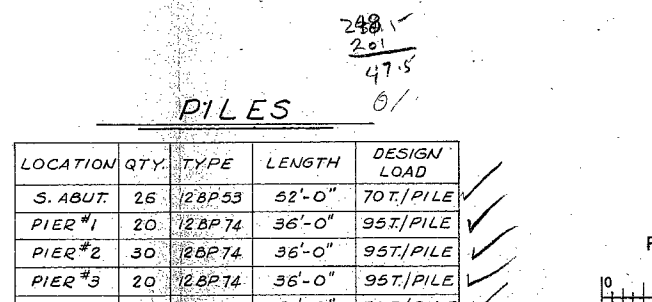 201
47.5
0/
PILES
LOCATION QTY. TYPE LENGTH DESIGN LOAD
S. ABUT. 26 12BP53 52'-0" 70T./PILE
PIER #1 20 12BP74 36'-0" 95T./PILE
PIER #2 30 12BP74 36'-0" 95T./PILE
PIER #3 20 12BP74 36'-0" 95T./PILE
0